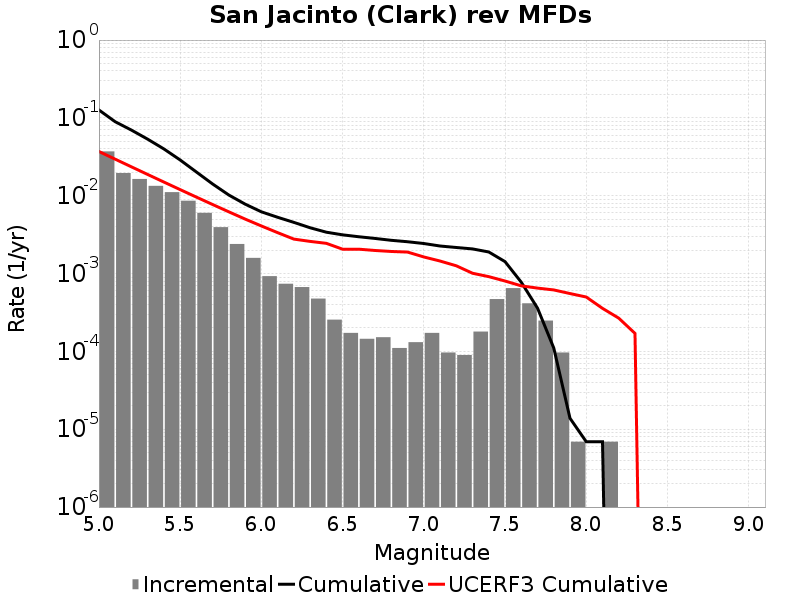 San Jacinto (Clark) rev MFDs
10^0
10^-1
10^-2
10^-3
10^-4
10^-5
10^-6
Rate (1/yr)
5.0 5.5 6.0 6.5 7.0 7.5 8.0 8.5 9.0
Magnitude
Incremental Cumulative UCERF3 Cumulative